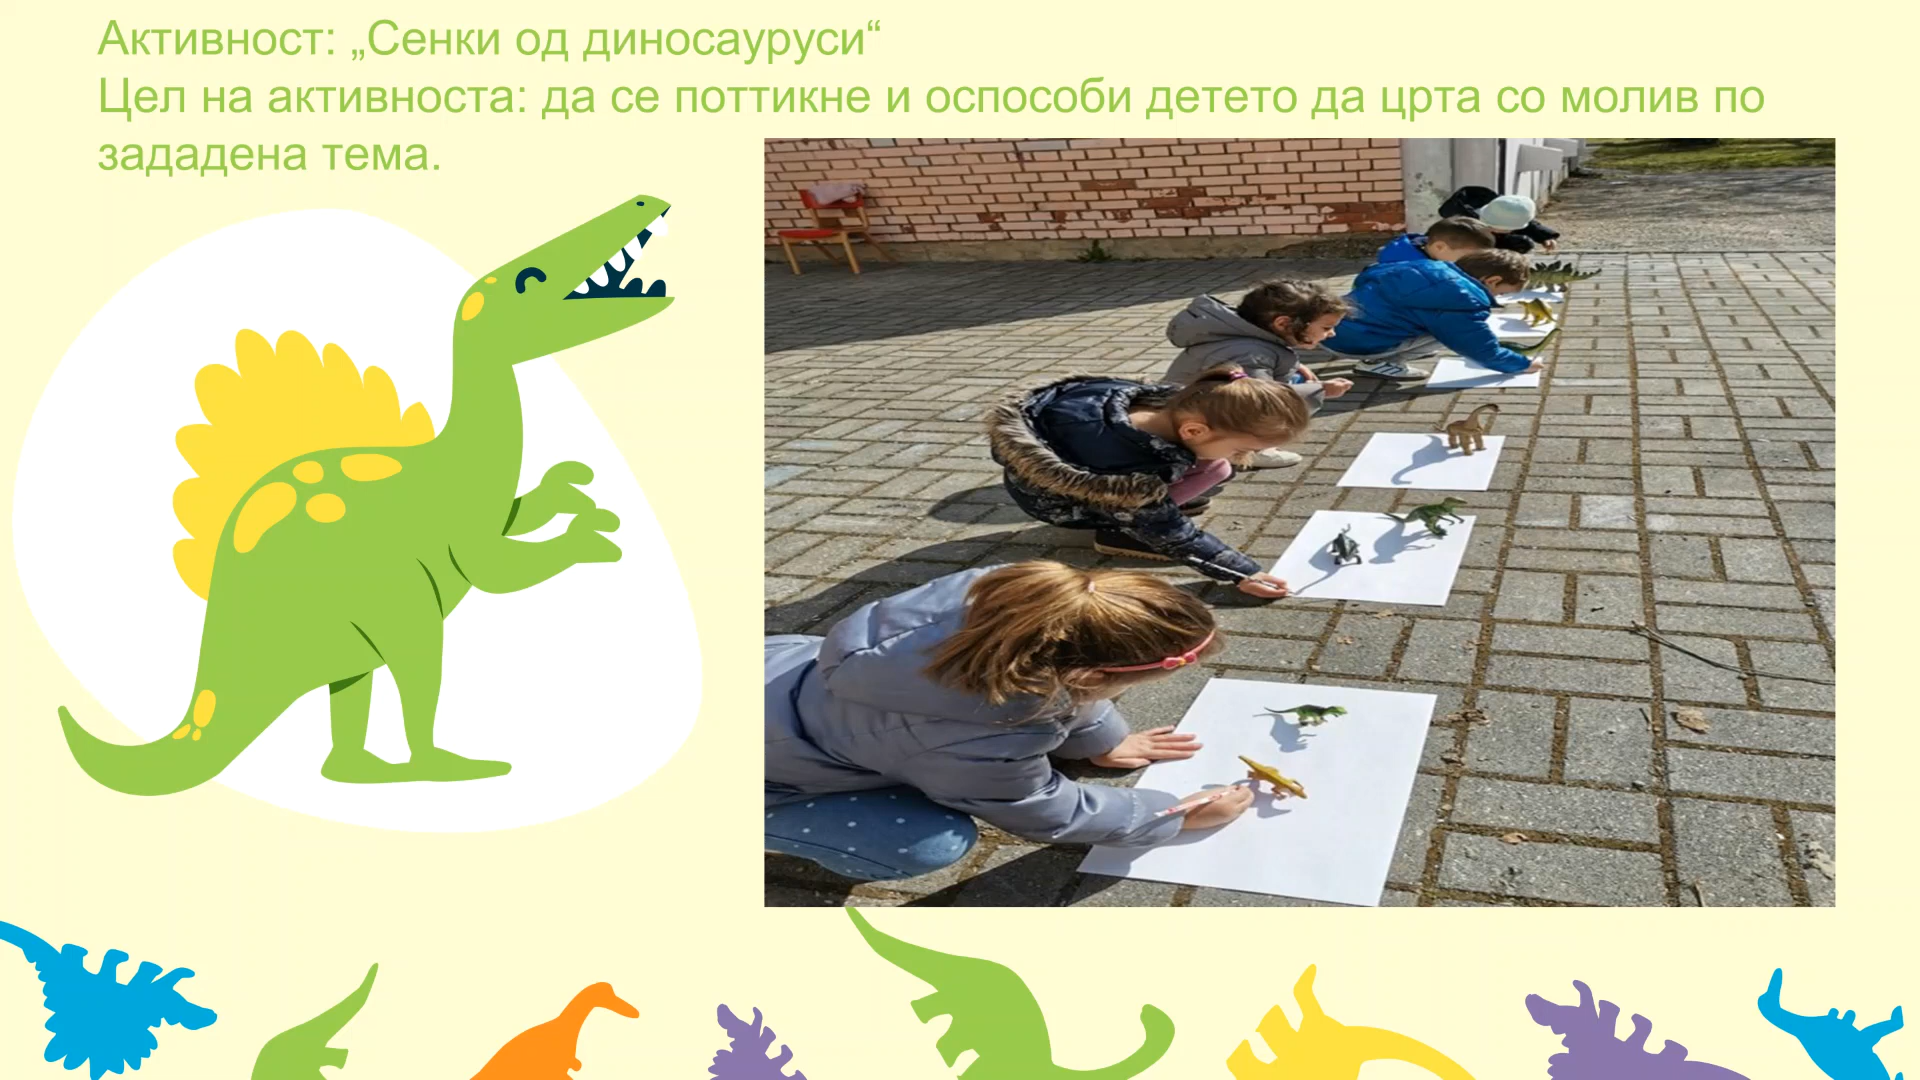 Активност: „Сенки од диносауруси“
Цел на активноста: да се поттикне и оспособи детето да црта со молив по
зададена тема.